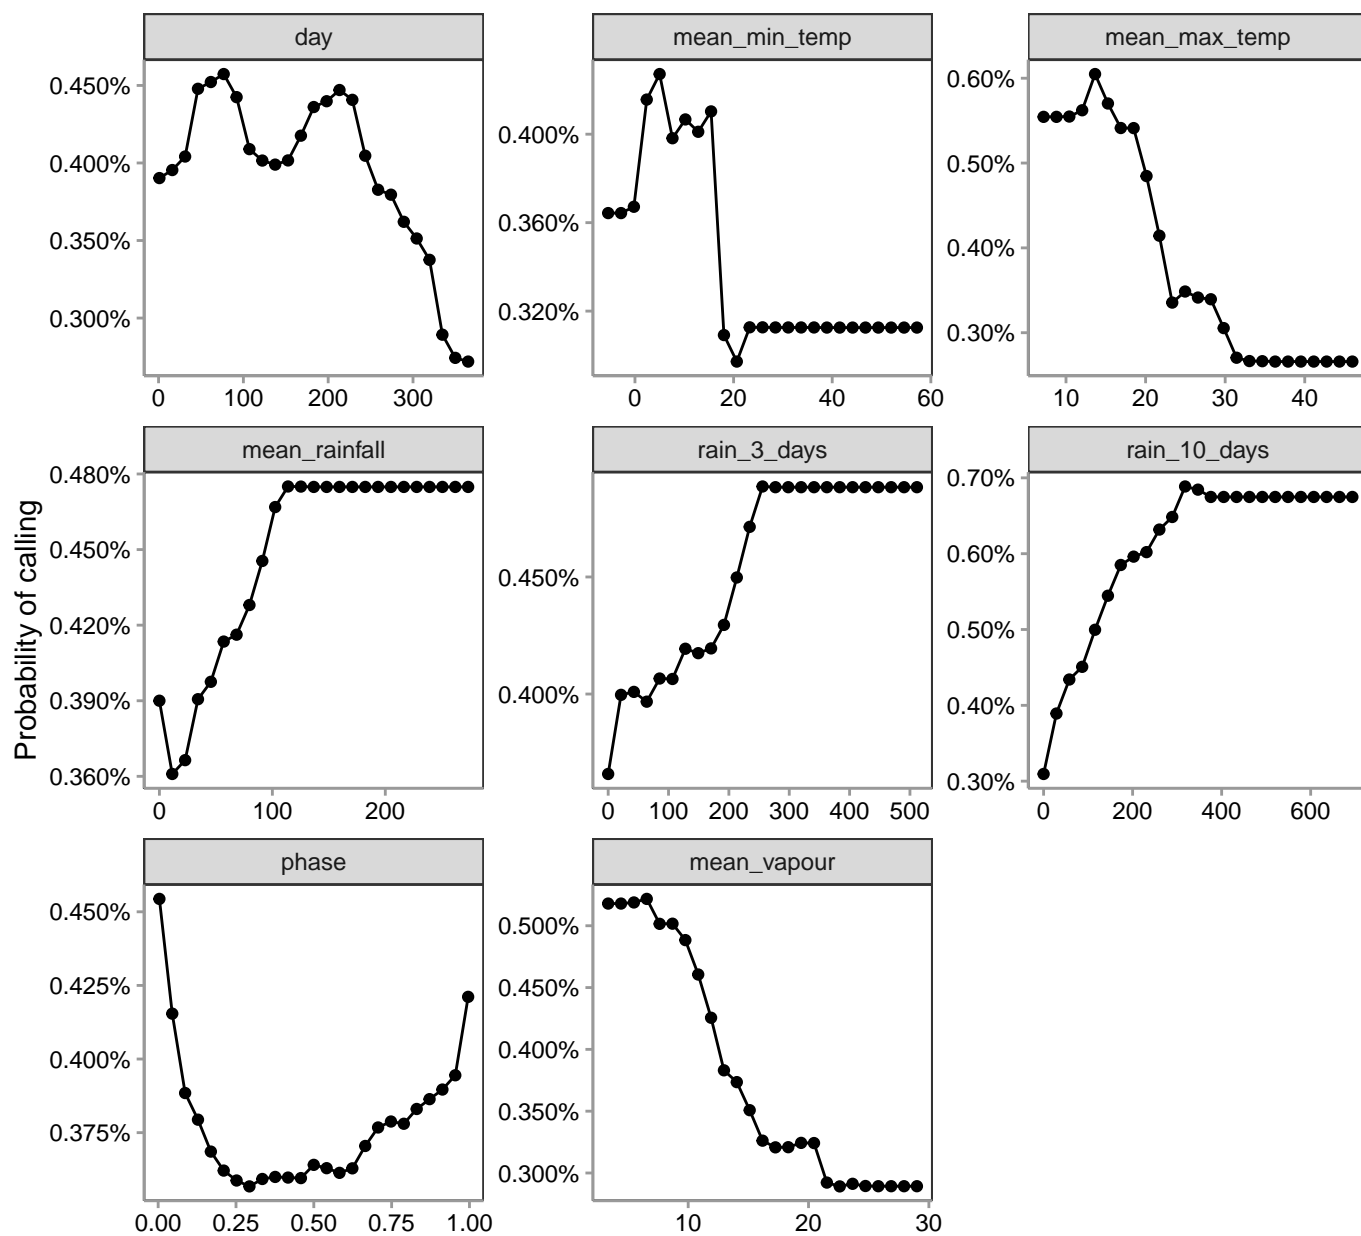 day
mean_min_temp
mean_max_temp
0.450%
0.400%
0.350%
0.300%
0 100 200 300
0.400%
0.360%
0.320%
0 20 40 60
0.60%
0.50%
0.40%
0.30%
10 20 30 40
mean_rainfall
rain_3_days
rain_10_days
Probability of calling
0.480%
0.450%
0.420%
0.390%
0.360%
0 100 200
0.450%
0.400%
0 100 200 300 400 500
0.70%
0.60%
0.50%
0.40%
0.30%
0 200 400 600
phase
mean_vapour
0.450%
0.425%
0.400%
0.375%
0.00 0.25 0.50 0.75 1.00
0.500%
0.450%
0.400%
0.350%
0.300%
10 20 30